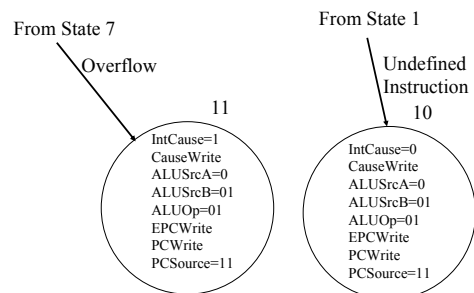 From State 7
Overflow
11
IntCause=1
CauseWrite
ALUSrcA=0
ALUSrcB=01
ALUOp=01
EPCWrite
PCWrite
PCSource=11
From State 1
Undefined
Instruction
10
IntCause=0
CauseWrite
ALUSrcA=0
ALUSrcB=01
ALUOp=01
EPCWrite
PCWrite
PCSource=11